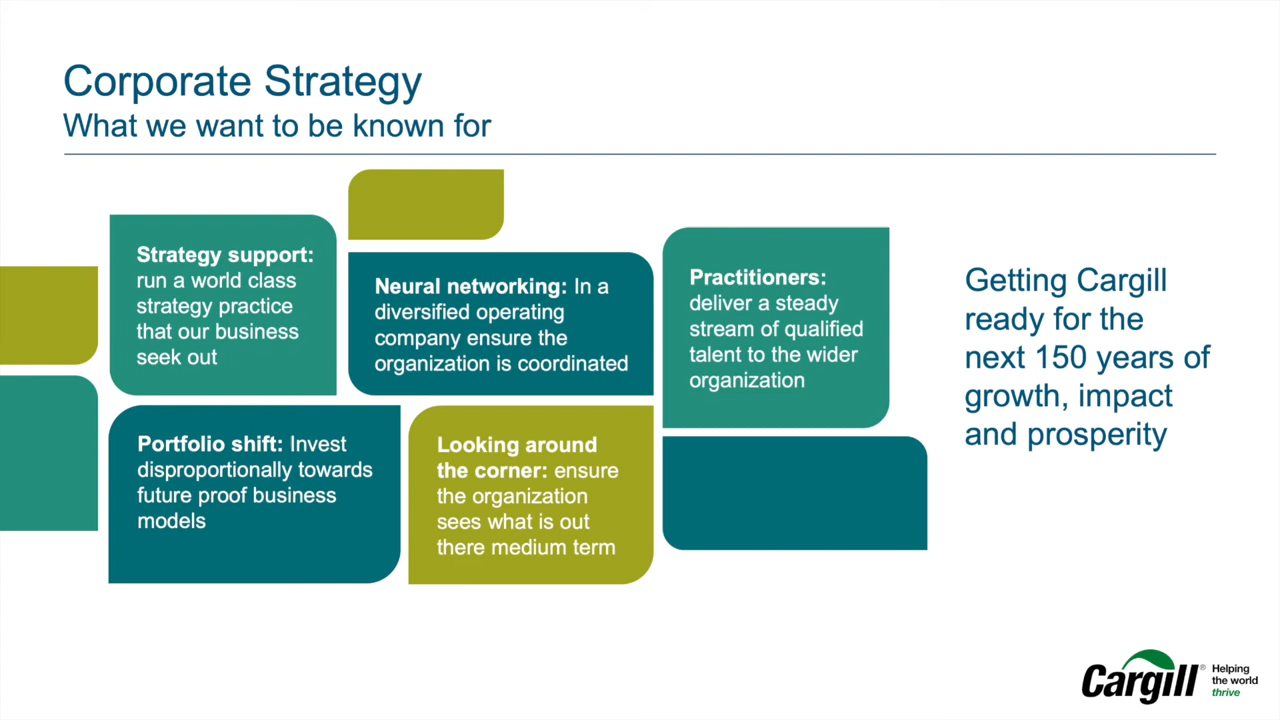 Corporate Strategy
What we want to be known for
Strategy support:
run a world class
strategy practice
that our business
seek out
Neural networking: In a
diversified operating
company ensure the
organization is coordinated
Practitioners:
deliver a steady
stream of qualified
talent to the wider
organization
Portfolio shift: Invest
disproportionally towards
future proof business
models
Looking around
the corner: ensure
the organization
sees what is out
there medium term
Getting Cargill
ready for the
next 150 years of
growth, impact
and prosperity
Cargill®
Helping
the world
thrive